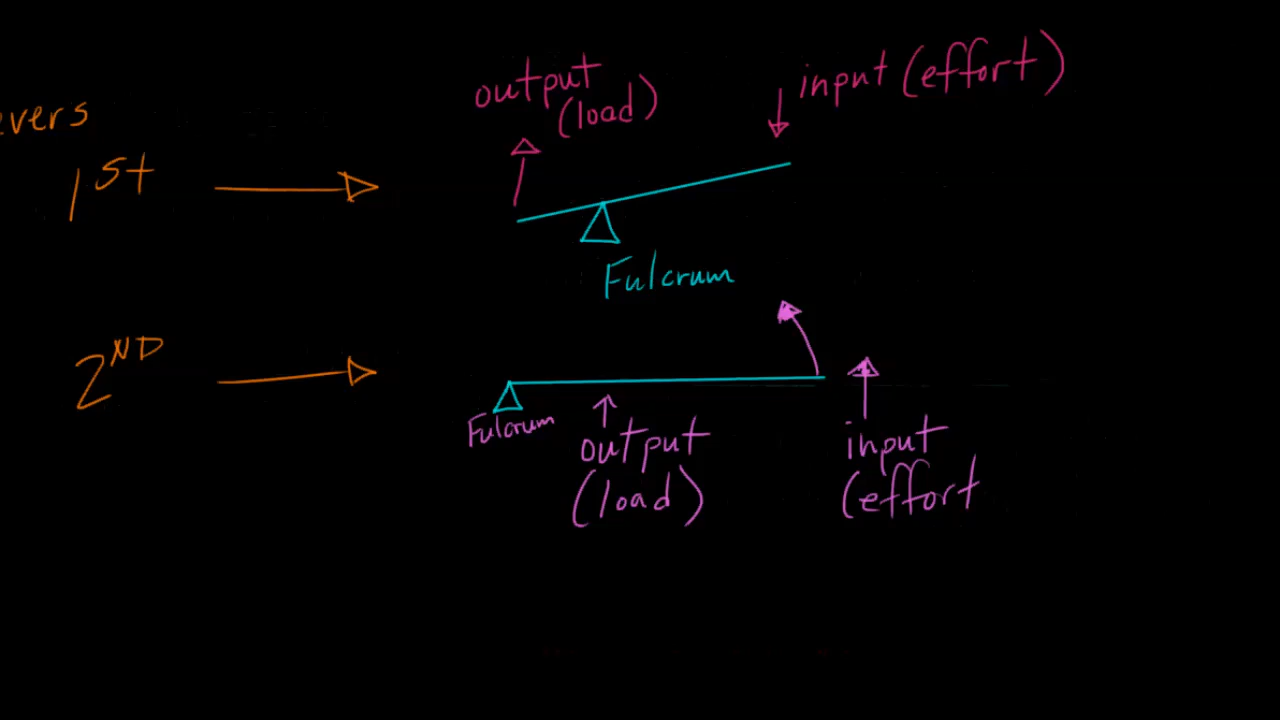 evers
1st
output
(load)
input (effort)
Fulcrum
2ND
Fulcrum
output
(load)
input
(effort